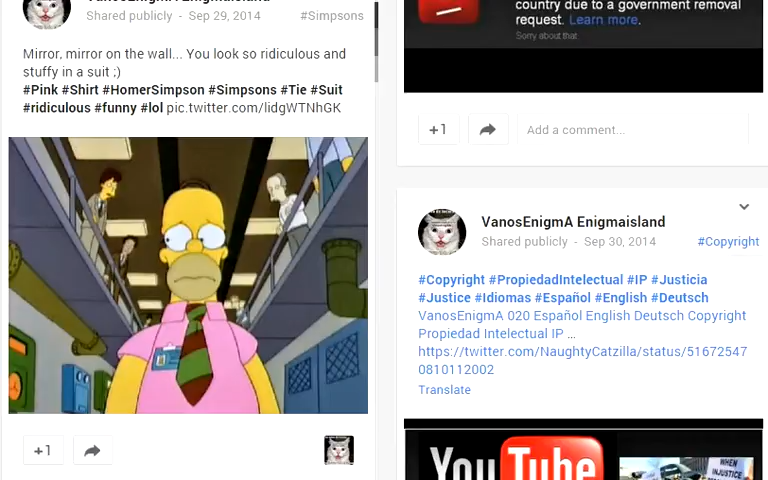 Shared publicly - Sep 29, 2014
#Simpsons
Mirror, mirror on the wall... You look so ridiculous and
stuffy in a suit ;)
#Pink #Shirt #HomerSimpson #Simpsons #Tie #Suit
#ridiculous #funny #lol pic.twitter.com/lidgWTNhGK
+1
country due to a government removal
request. Learn more.
Sorry about that
+1
Add a comment...
VanosEnigmA Enigmaisland
Shared publicly - Sep 30, 2014
#Copyright
#Copyright #PropiedadIntelectual #IP #Justicia
#Justice #Idiomas #Español #English #Deutsch
VanosEnigmA 020 Español English Deutsch Copyright
Propiedad Intelectual IP ...
https://twitter.com/NaughtyCatzilla/status/51672547
0810112002
Translate
YouTube
WHEN
INJUSTICE